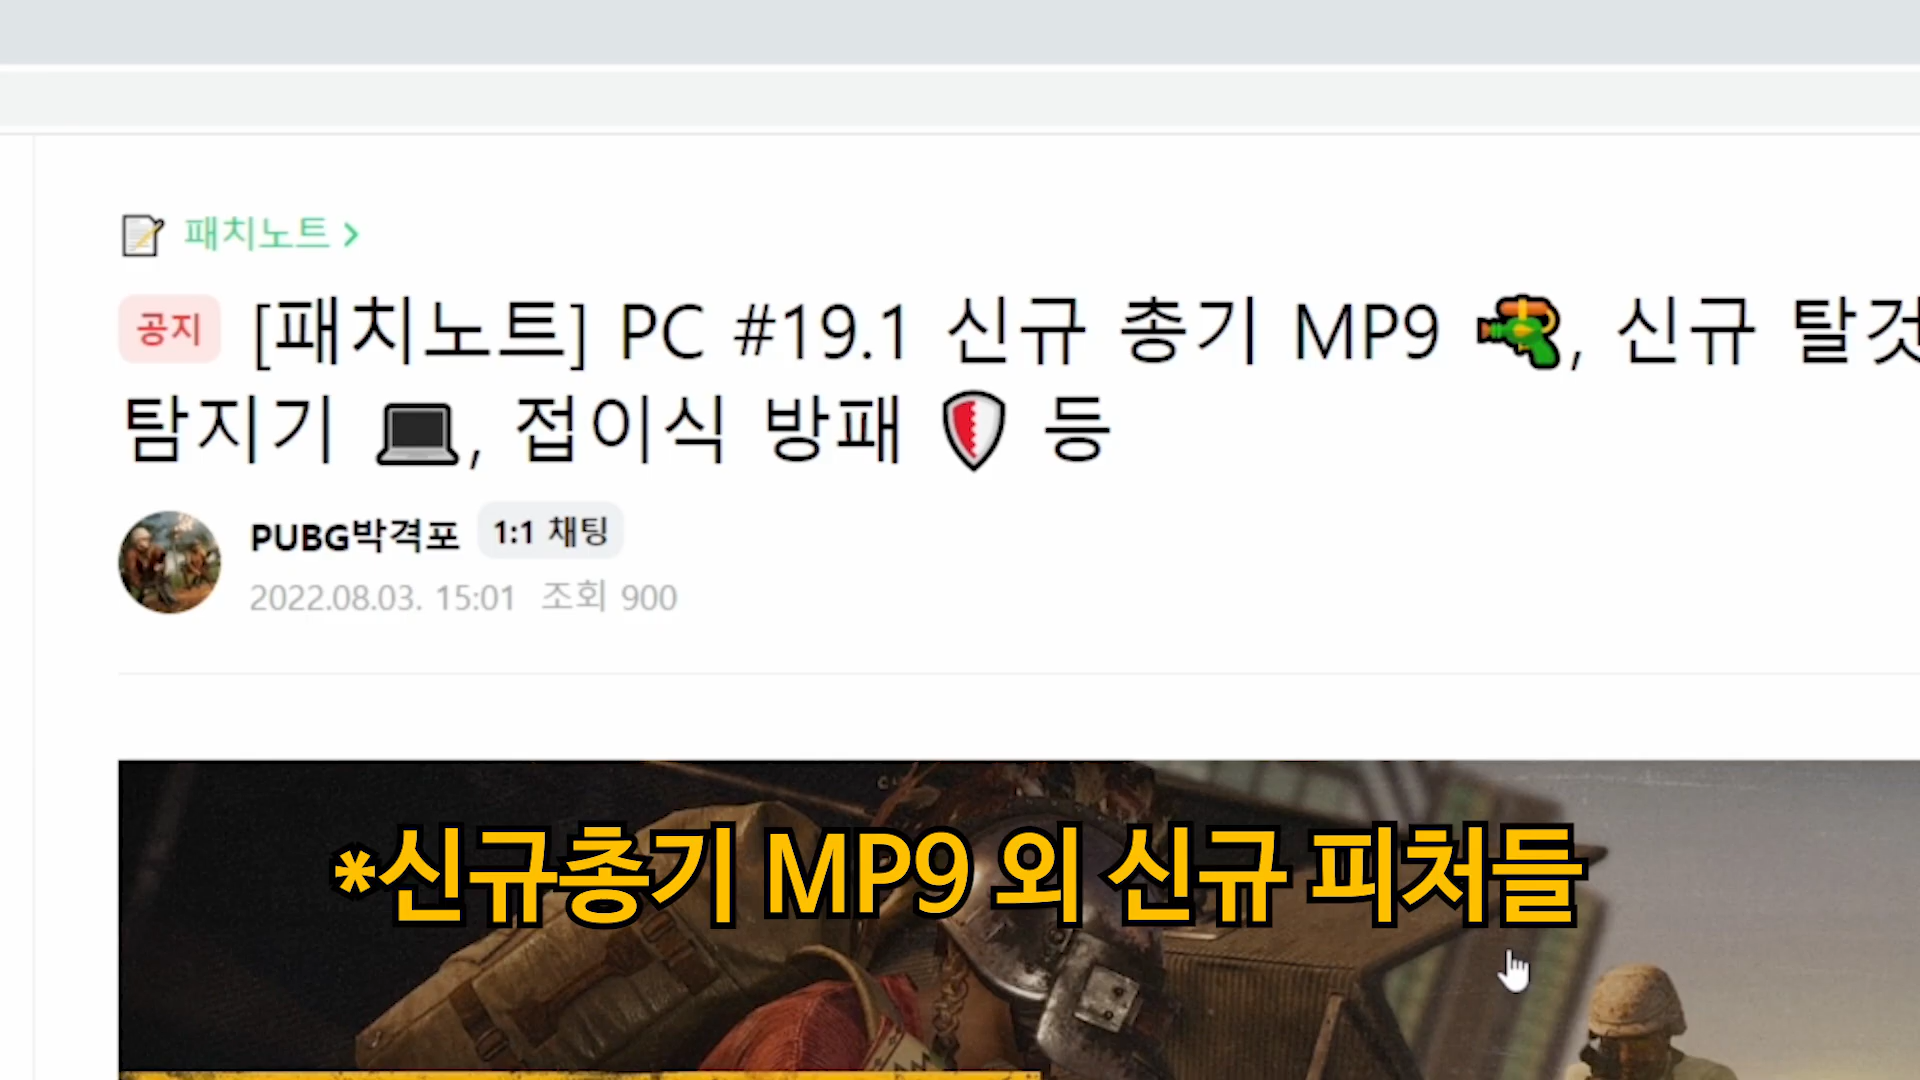 패치노트 >
공지 [패치노트] PC #19.1 신규 총기 MP9 🔫, 신규 탈것
탐지기 💻, 접이식 방패 🛡 등
PUBG박격포 1:1 채팅
2022.08.03. 15:01 조회 900
*신규총기 MP9 외 신규 피처들